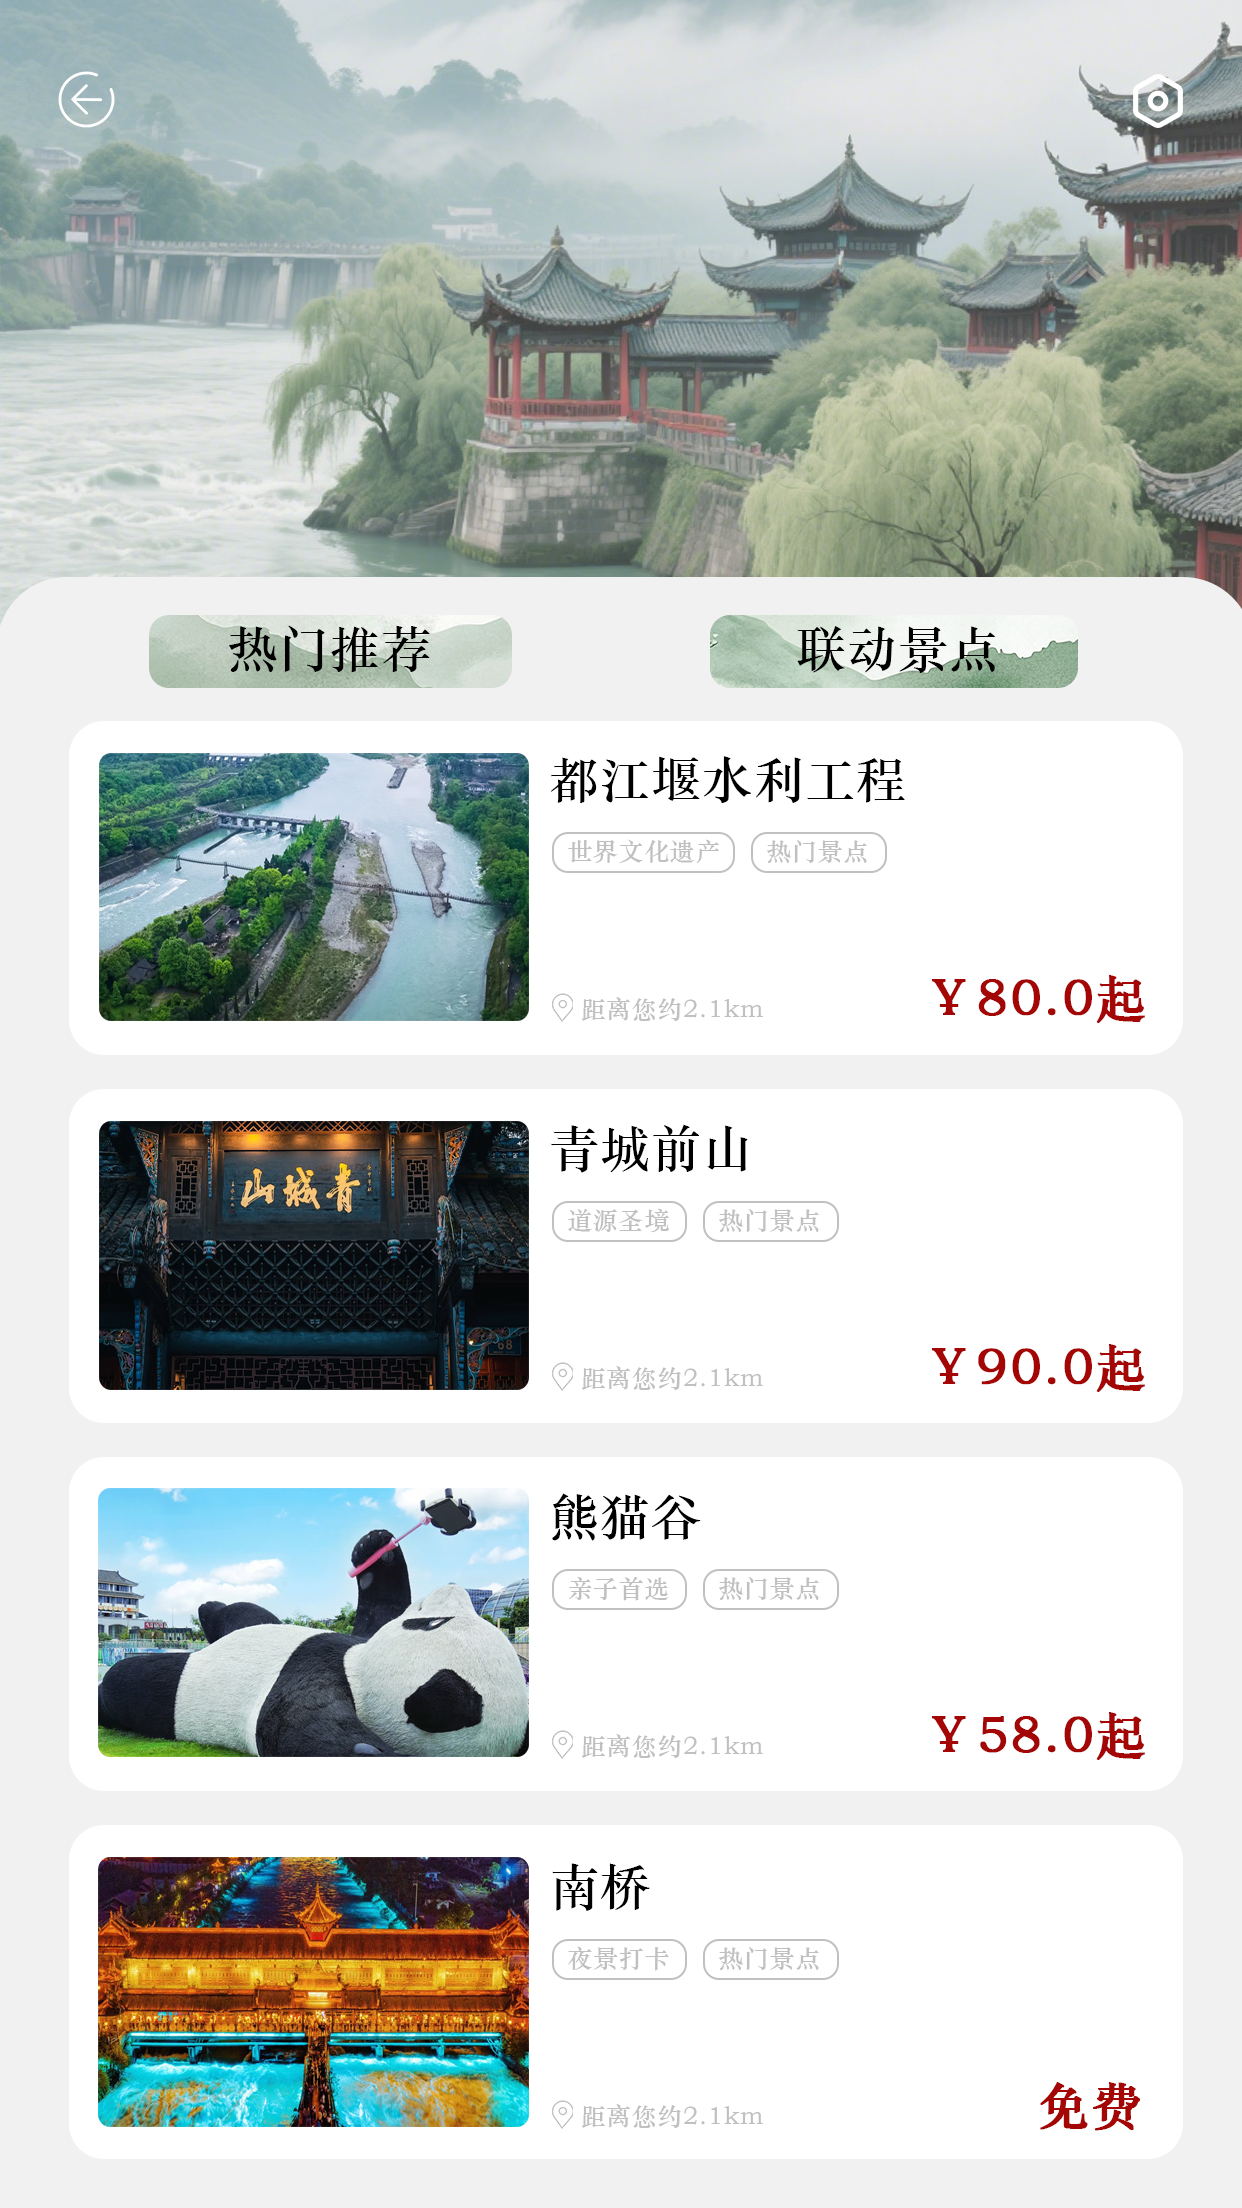 热门推荐
联动景点
都江堰水利工程
世界文化遗产
热门景点
距离您约2.1km
¥80.0起
山城青
68
青城前山
道源圣境
热门景点
距离您约2.1km
¥90.0起
熊猫谷
亲子首选
热门景点
距离您约2.1km
¥58.0起
南桥
夜景打卡
热门景点
距离您约2.1km
免费